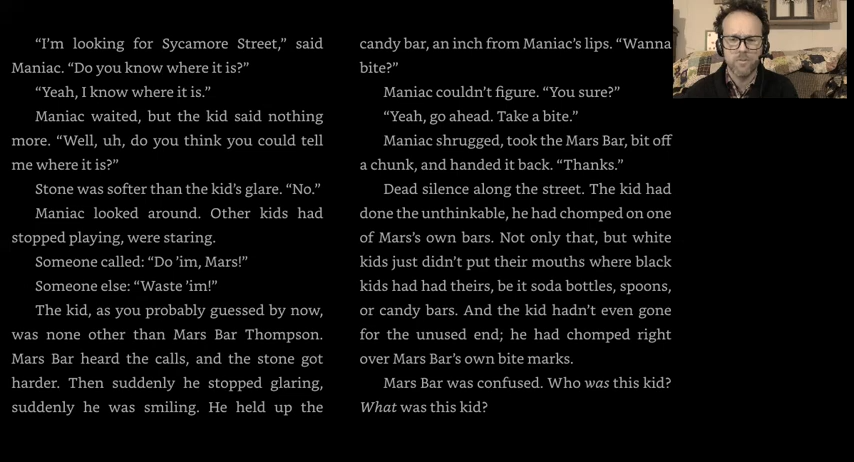 “I’m looking for Sycamore Street,” said
Maniac. “Do you know where it is?”
“Yeah, I know where it is.”
Maniac waited, but the kid said nothing
more. “Well, uh, do you think you could tell
me where it is?”
Stone was softer than the kid’s glare. “No.”
Maniac looked around. Other kids had
stopped playing, were staring.
Someone called: “Do ’im, Mars!”
Someone else: “Waste ’im!”
The kid, as you probably guessed by now,
was none other than Mars Bar Thompson.
Mars Bar heard the calls, and the stone got
harder. Then suddenly he stopped glaring,
suddenly he was smiling. He held up the
candy bar, an inch from Maniac’s lips. “Wanna
bite?”
Maniac couldn’t figure. “You sure?”
“Yeah, go ahead. Take a bite.”
Maniac shrugged, took the Mars Bar, bit off
a chunk, and handed it back. “Thanks.”
Dead silence along the street. The kid had
done the unthinkable, he had chomped on one
of Mars’s own bars. Not only that, but white
kids just didn’t put their mouths where black
kids had had theirs, be it soda bottles, spoons,
or candy bars. And the kid hadn’t even gone
for the unused end; he had chomped right
over Mars Bar’s own bite marks.
Mars Bar was confused. Who was this kid?
What was this kid?